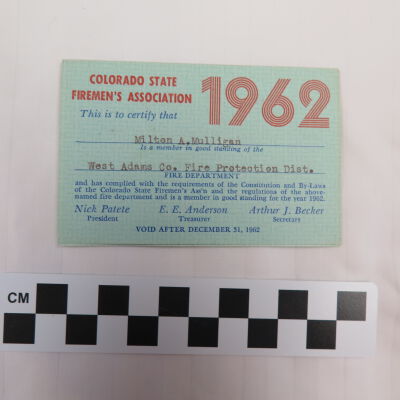 COLORADO STATE
FIREMEN'S ASSOCIATION
1962
This is to certify that
Milton A.Mulligan
Is a member in good standing of the
West Adams Co. Fire Protection Dist.
FIRE DEPARTMENT
and has complied with the requirements of the Constitution and By-Laws
of the Colorado State Firemen's Ass'n and the regulations of the above-
named fire department and is a member in good standing for the year 1962.
Nick Patete E. E. Anderson Arthur J. Becker
President Treasurer Secretary
VOID AFTER DECEMBER 31, 1962
CM